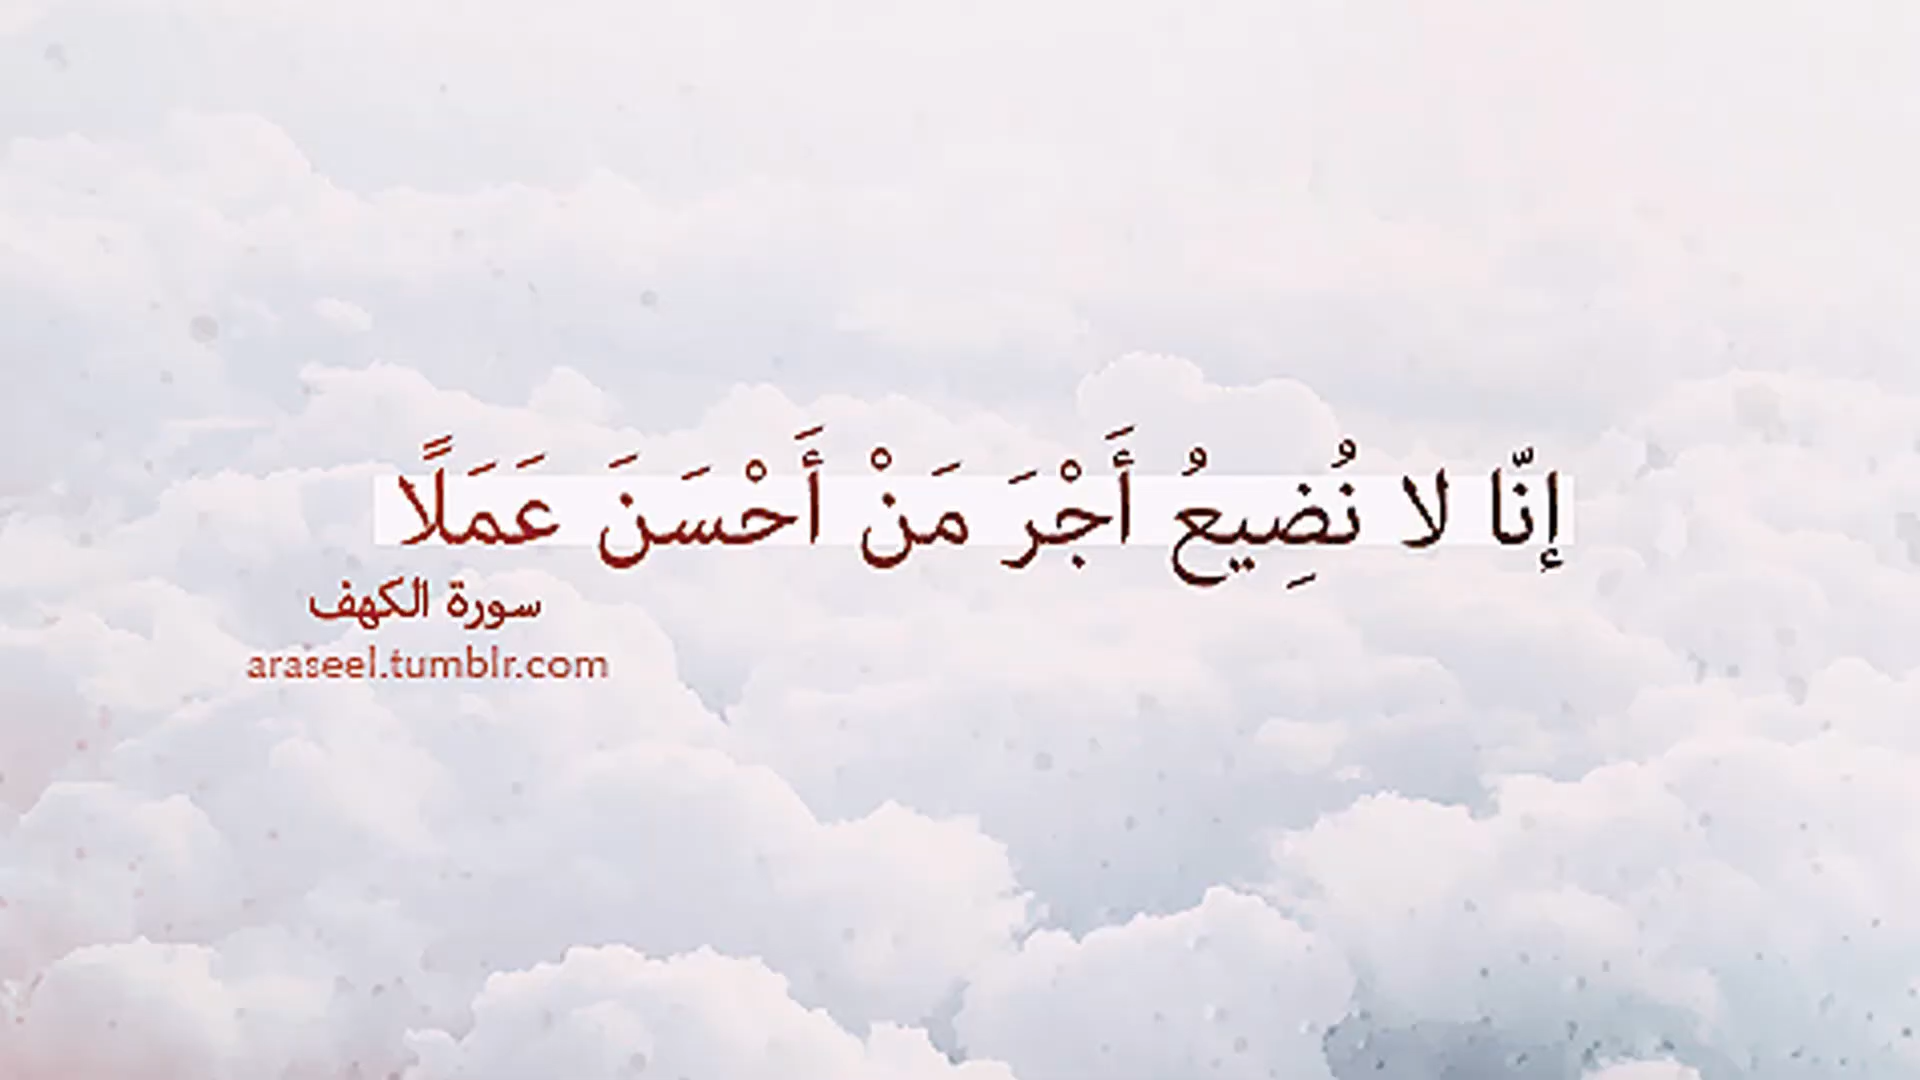 إنّا لا نُضِيعُ أَجْرَ مَنْ أَحْسَنَ عَمَلًا
سورة الكهف
araseel.tumblr.com